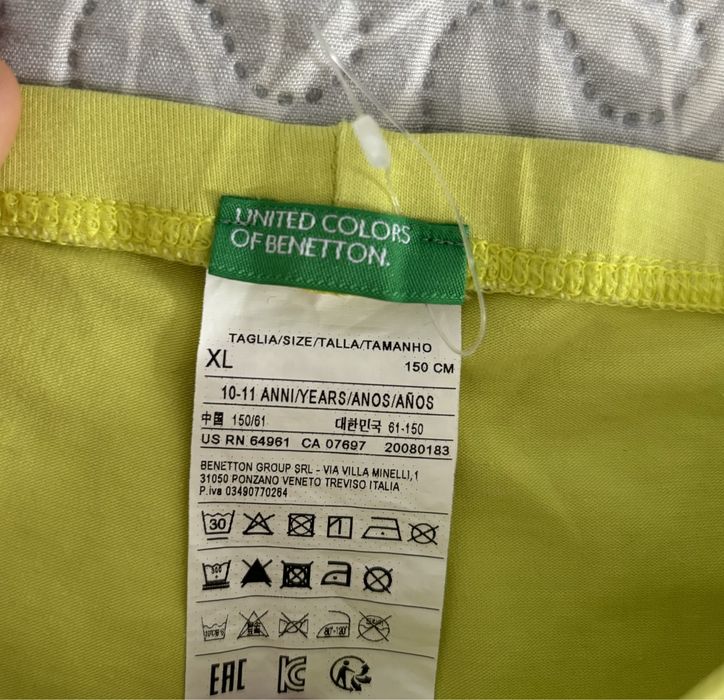 UNITED COLORS
OF BENETTON.
TAGLIA/SIZE/TALLA/TAMANHO
XL 150 CM
10-11 ANNI/YEARS/ANOS/AÑOS
中国 150/61 대한민국 61-150
US RN 64961 CA 07697 20080183
BENETTON GROUP SRL - VIA VILLA MINELLI,1
31050 PONZANO VENETO TREVISO ITALIA
P.iva 03490770264
30
EAC